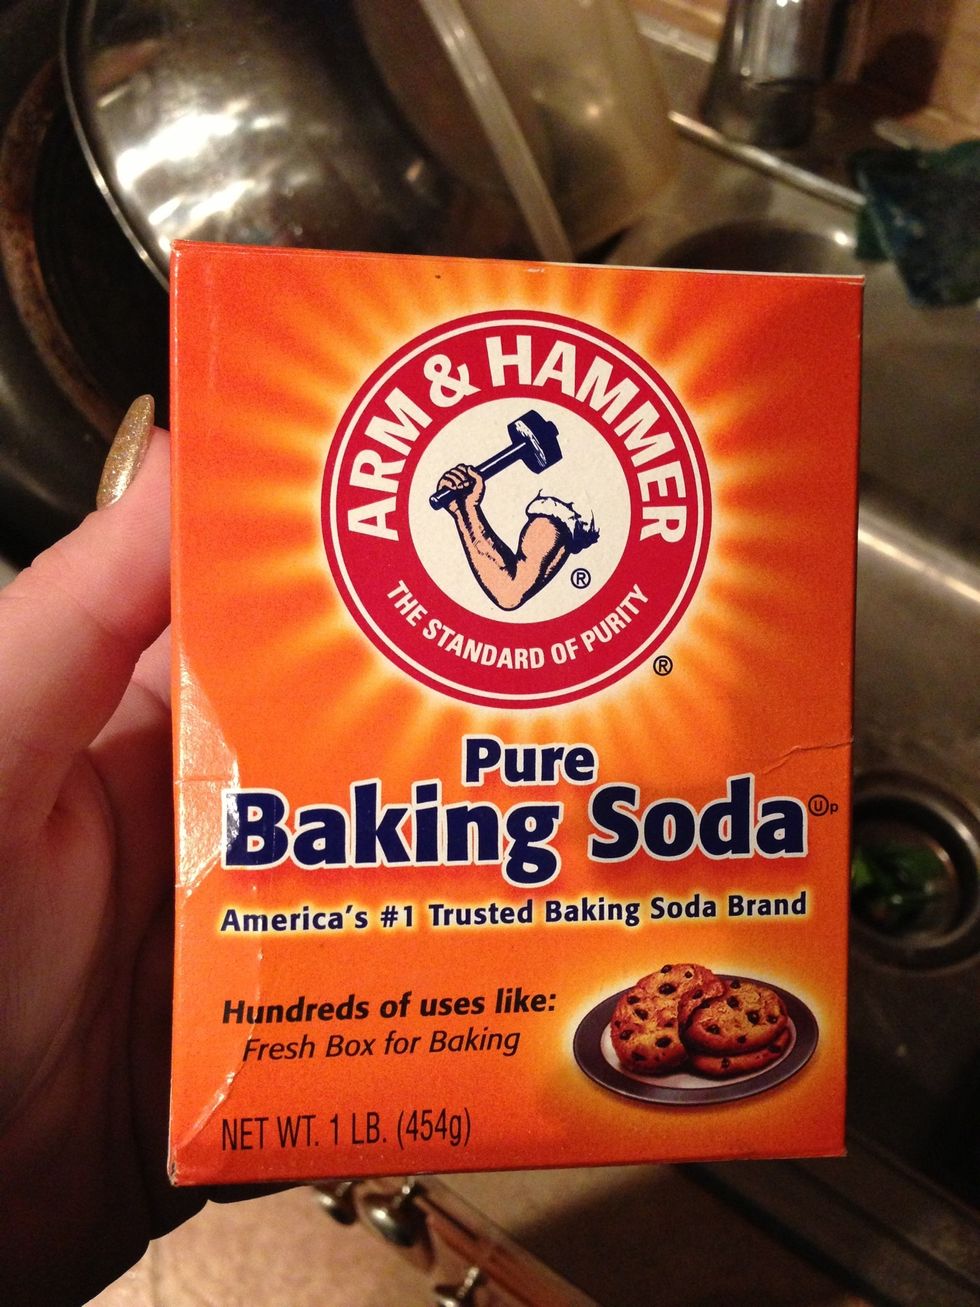 ARM & HAMMER
®
THE STANDARD OF PURITY
®
Pure
Baking Soda ⓊP
America's #1 Trusted Baking Soda Brand
Hundreds of uses like:
Fresh Box for Baking
NET WT. 1 LB. (454g)